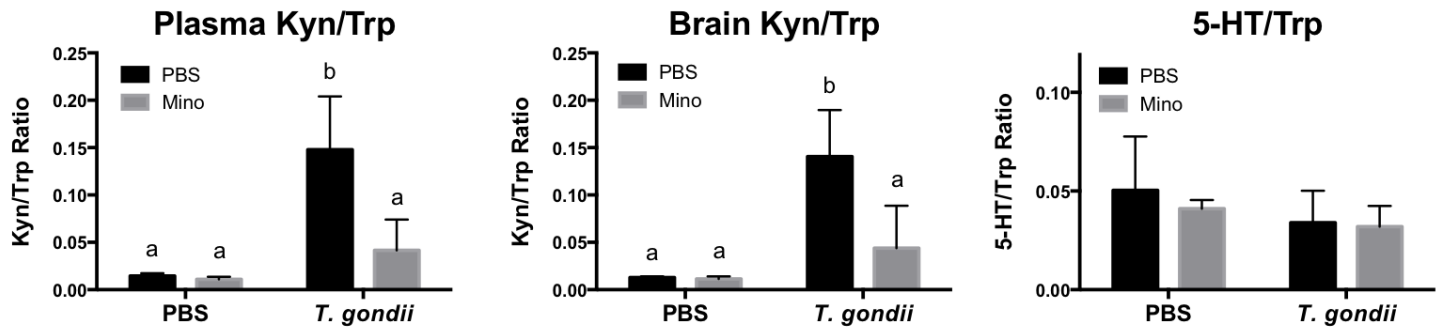 Plasma Kyn/Trp
Kyn/Trp Ratio
0.25
0.20
0.15
0.10
0.05
0.00
PBS
Mino
a
a
b
a
PBS
T. gondii
Brain Kyn/Trp
Kyn/Trp Ratio
0.25
0.20
0.15
0.10
0.05
0.00
PBS
Mino
a
a
b
a
PBS
T. gondii
5-HT/Trp
5-HT/Trp Ratio
0.10
0.05
0.00
PBS
Mino
PBS
T. gondii